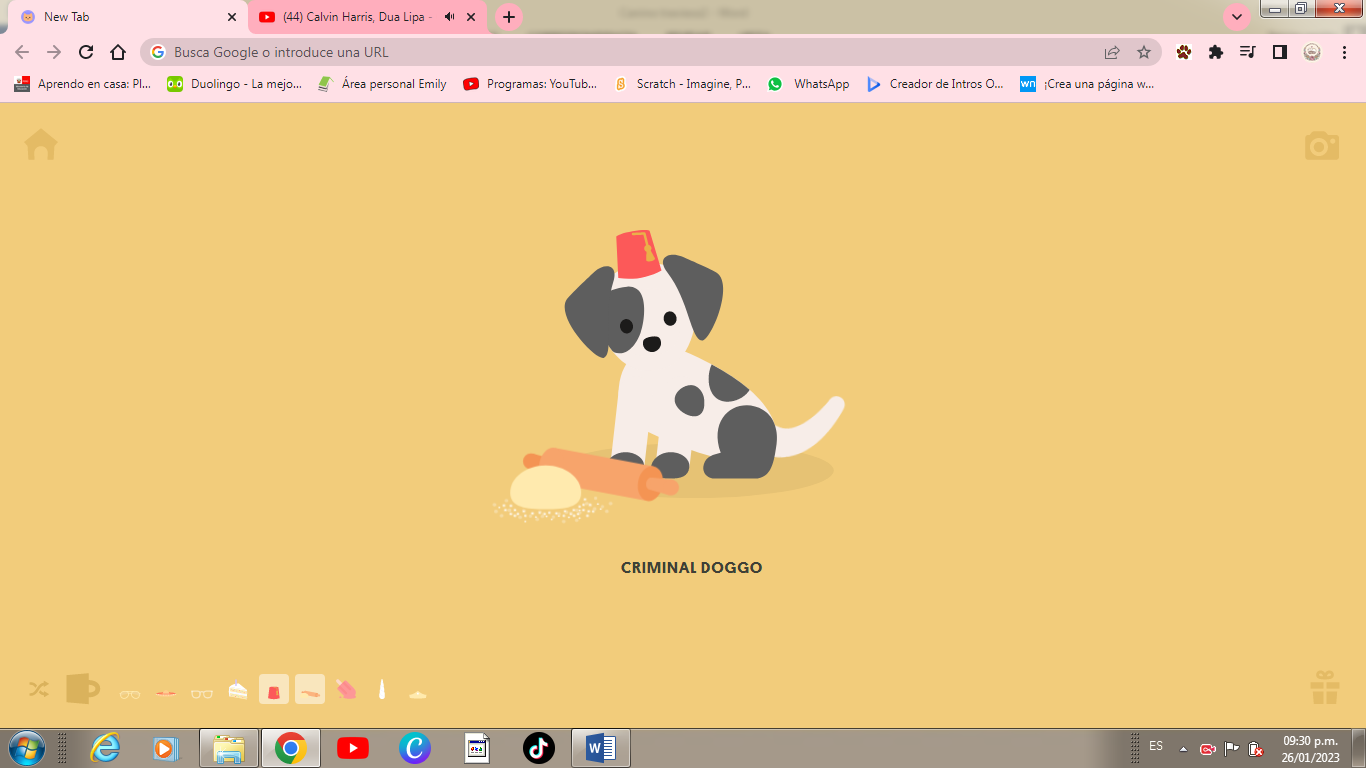 New Tab
(44) Calvin Harris, Dua Lipa -
Busca Google o introduce una URL
Aprendo en casa: Pl...
Duolingo - La mejo...
Área personal Emily
Programas: YouTub...
Scratch - Imagine, P...
WhatsApp
Creador de Intros O...
wn
¡Crea una página w...
CRIMINAL DOGGO
ES
09:30 p.m.
26/01/2023